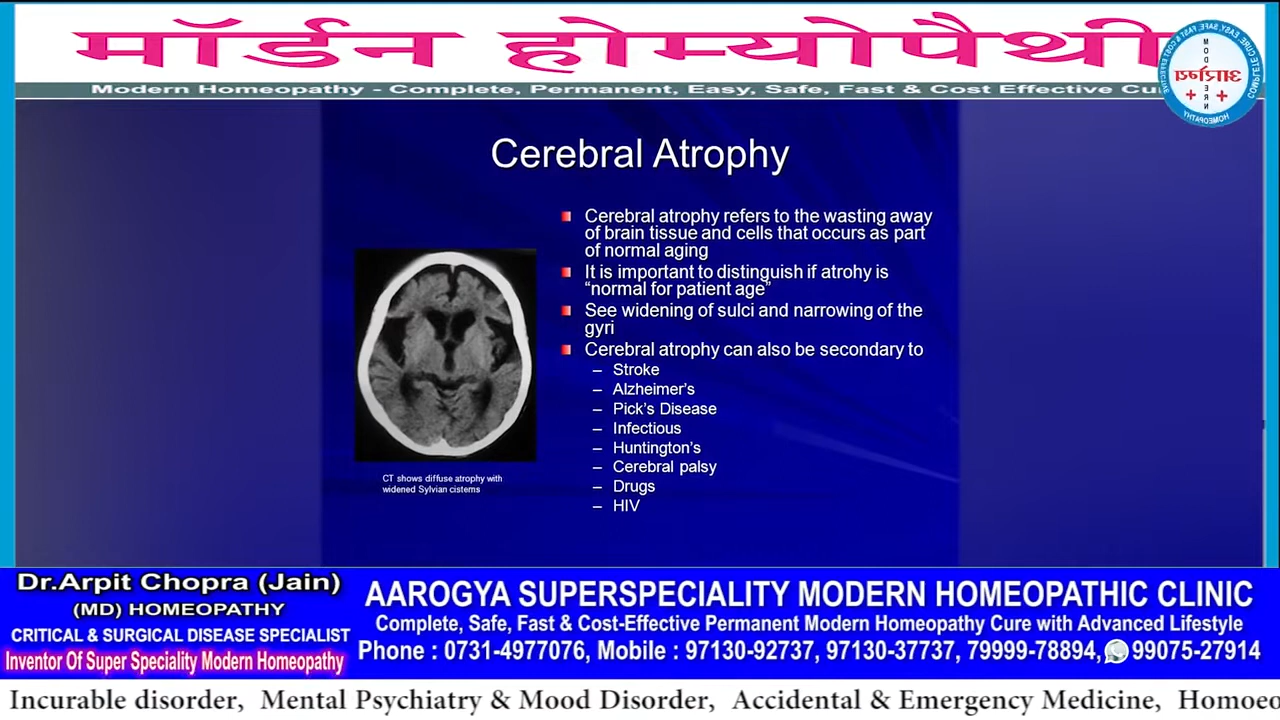 मॉर्डन होम्योपैथी
Modern Homeopathy - Complete, Permanent, Easy, Safe, Fast & Cost Effective
Cerebral Atrophy
Cerebral atrophy refers to the wasting away
of brain tissue and cells that occurs as part
of normal aging
It is important to distinguish if atrohy is
“normal for patient age”
See widening of sulci and narrowing of the
gyri
Cerebral atrophy can also be secondary to
– Stroke
– Alzheimer’s
– Pick’s Disease
– Infectious
– Huntington’s
– Cerebral palsy
– Drugs
– HIV
CT shows diffuse atrophy with
widened Sylvian cisterns
Dr.Arpit Chopra (Jain)
(MD) HOMEOPATHY
CRITICAL & SURGICAL DISEASE SPECIALIST
Inventor Of Super Speciality Modern Homeopathy
AAROGYA SUPERSPECIALITY MODERN HOMEOPATHIC CLINIC
Complete, Safe, Fast & Cost-Effective Permanent Modern Homeopathy Cure with Advanced Lifestyle
Phone : 0731-4977076, Mobile : 97130-92737, 97130-37737, 79999-78894, 99075-27914
Incurable disorder, Mental Psychiatry & Mood Disorder, Accidental & Emergency Medicine, Homoeo